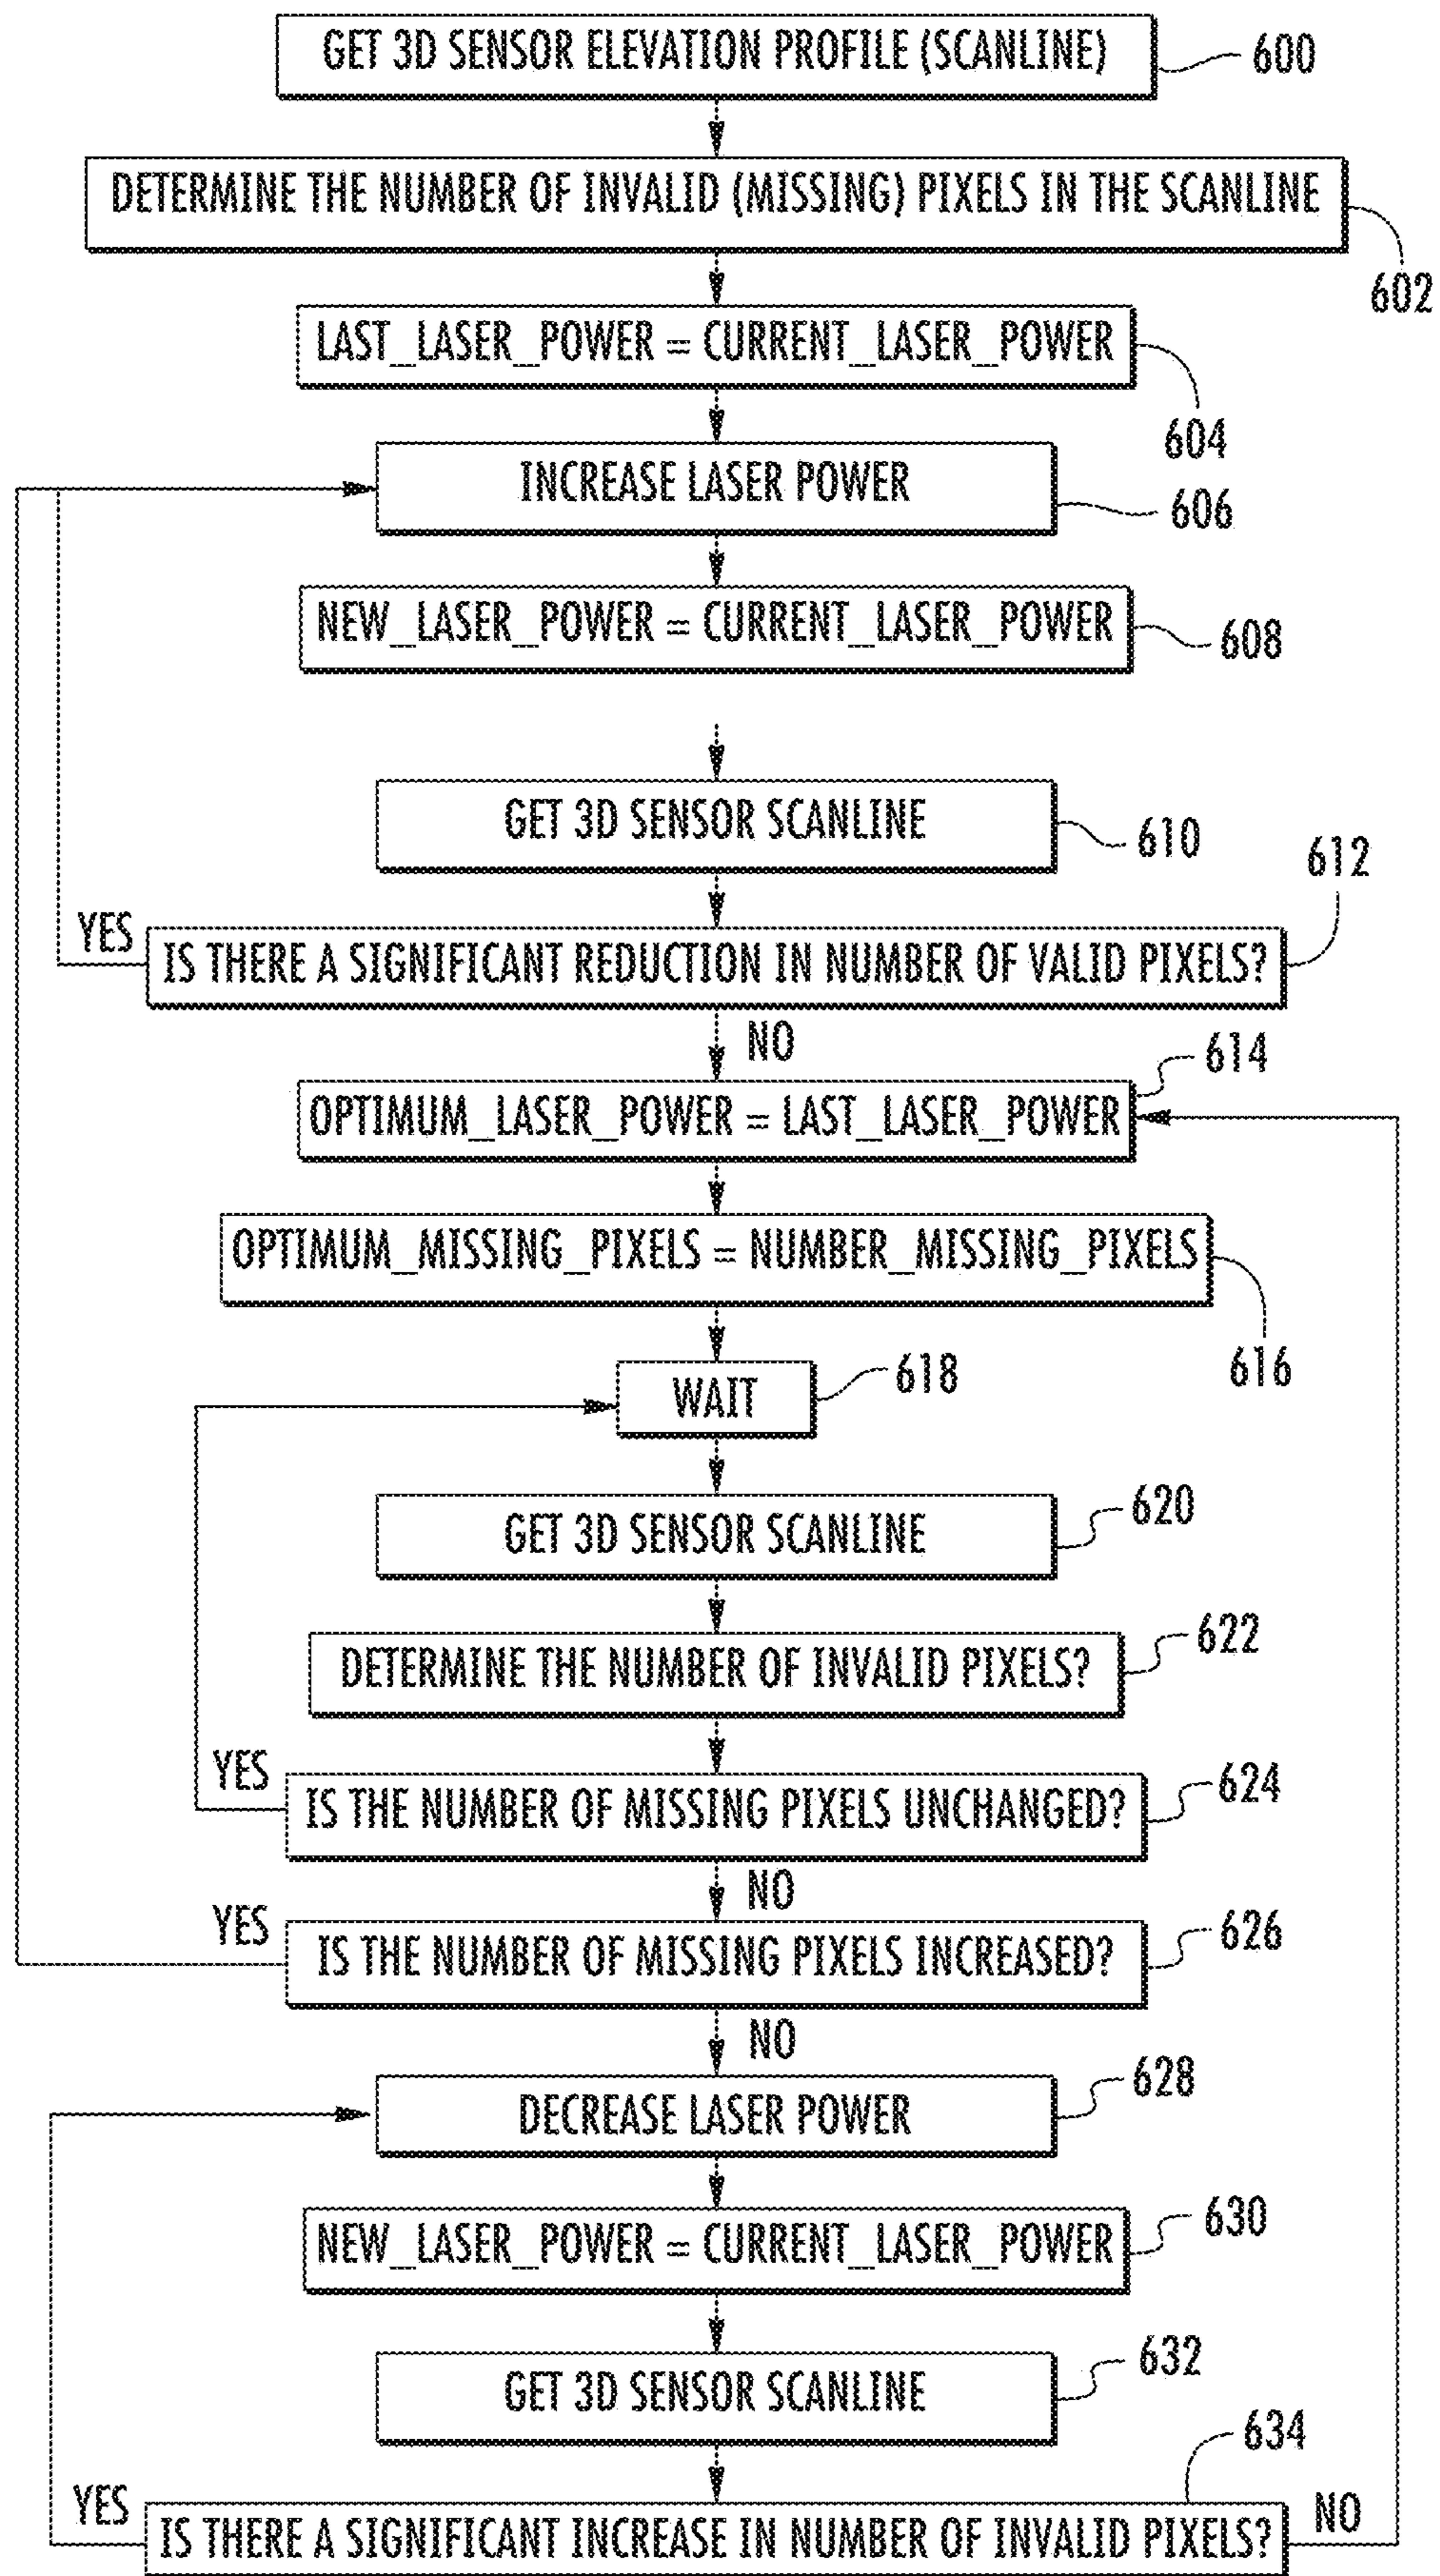 GET 3D SENSOR ELEVATION PROFILE (SCANLINE)
600
DETERMINE THE NUMBER OF INVALID (MISSING) PIXELS IN THE SCANLINE
602
LAST_LASER_POWER = CURRENT_LASER_POWER
604
INCREASE LASER POWER
606
NEW_LASER_POWER = CURRENT_LASER_POWER
608
GET 3D SENSOR SCANLINE
610
612
YES
IS THERE A SIGNIFICANT REDUCTION IN NUMBER OF VALID PIXELS?
NO
614
OPTIMUM_LASER_POWER = LAST_LASER_POWER
OPTIMUM_MISSING_PIXELS = NUMBER_MISSING_PIXELS
616
WAIT
618
GET 3D SENSOR SCANLINE
620
DETERMINE THE NUMBER OF INVALID PIXELS?
622
YES
IS THE NUMBER OF MISSING PIXELS UNCHANGED?
624
NO
YES
IS THE NUMBER OF MISSING PIXELS INCREASED?
626
NO
DECREASE LASER POWER
628
NEW_LASER_POWER = CURRENT_LASER_POWER
630
GET 3D SENSOR SCANLINE
632
634
YES
IS THERE A SIGNIFICANT INCREASE IN NUMBER OF INVALID PIXELS?
NO